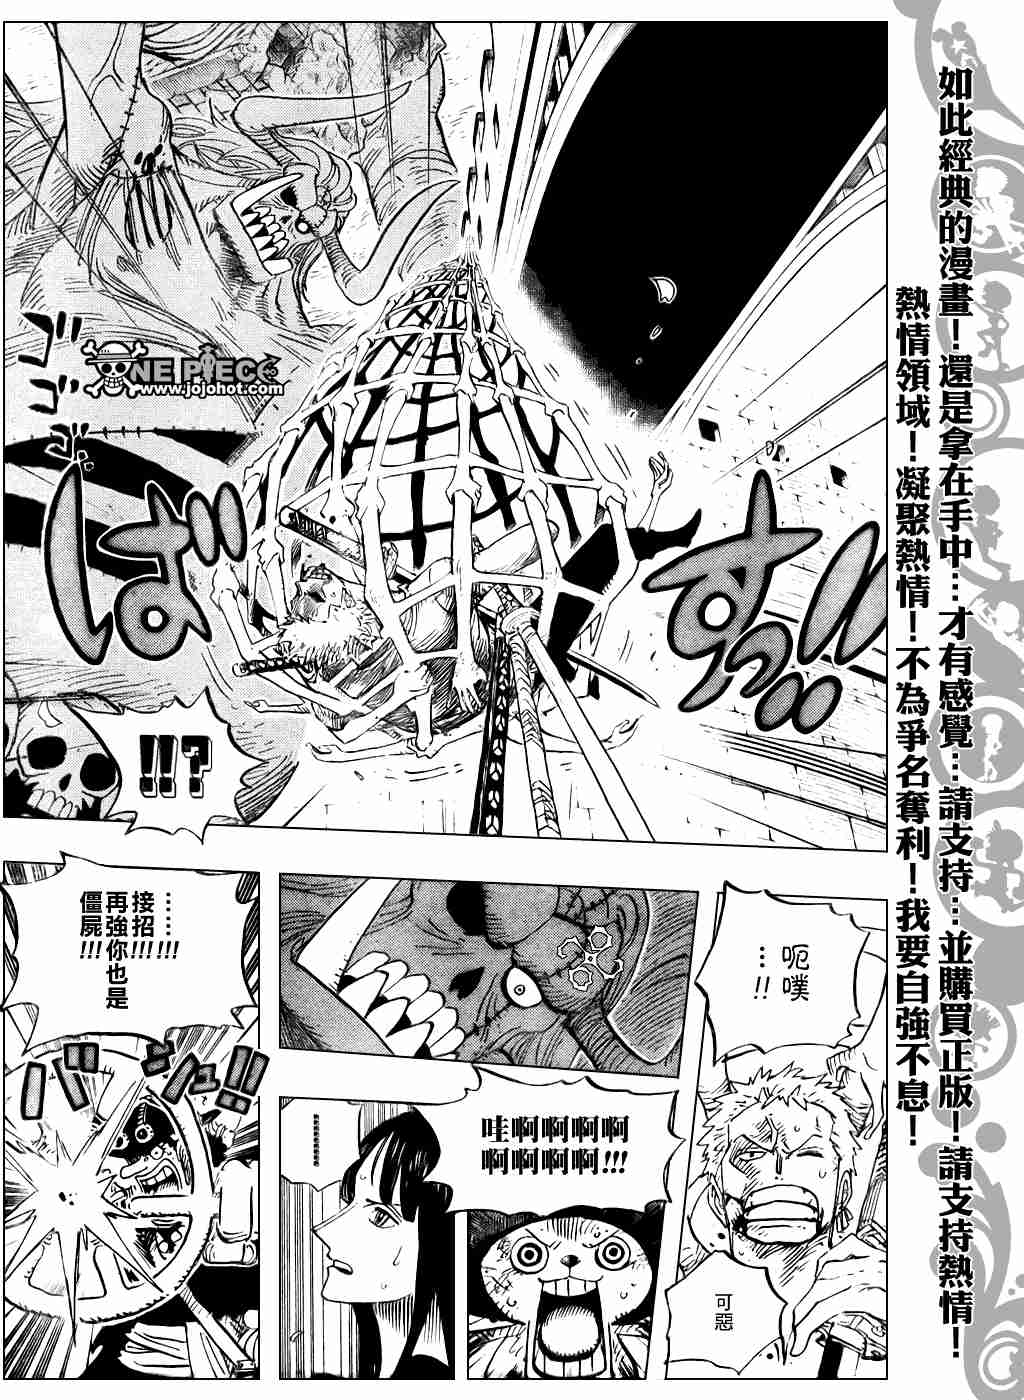 如此經典的漫畫！還是拿在手中…才有感覺…請支持…並購買正版！請支持熱情！
熱情領域！凝聚熱情！不為爭名奪利！我要自強不息！
ゴゴゴ
ONE PIECE
www.jojohot.com
ばすっ!!
!!?
呃噗
…!!
可惡
哇啊啊啊啊
啊啊啊啊!!!
……
接招!!!!!!
再強你也是
僵屍!!!
バシュ!!